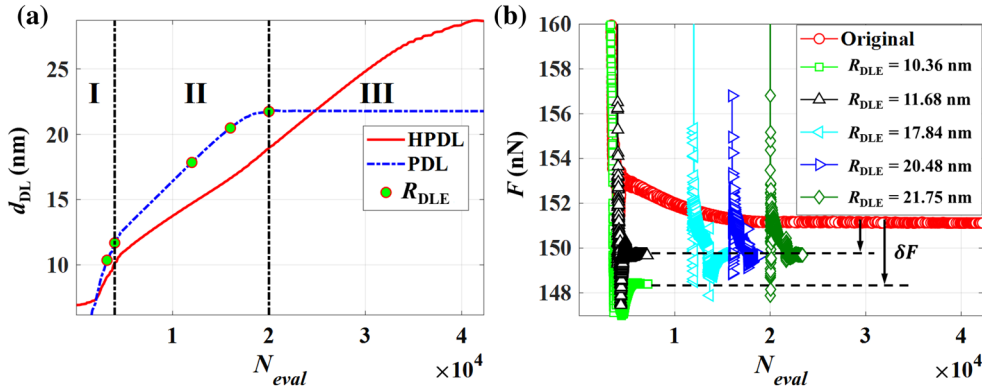 (a)
25
20
15
10
d_DL (nm)
I
II
III
HPDL
PDL
R_DLE
1
2
3
4
×10^4
N_eval
(b)
160
158
156
154
152
150
148
F (nN)
Original
R_DLE = 10.36 nm
R_DLE = 11.68 nm
R_DLE = 17.84 nm
R_DLE = 20.48 nm
R_DLE = 21.75 nm
δF
1
2
3
4
×10^4
N_eval